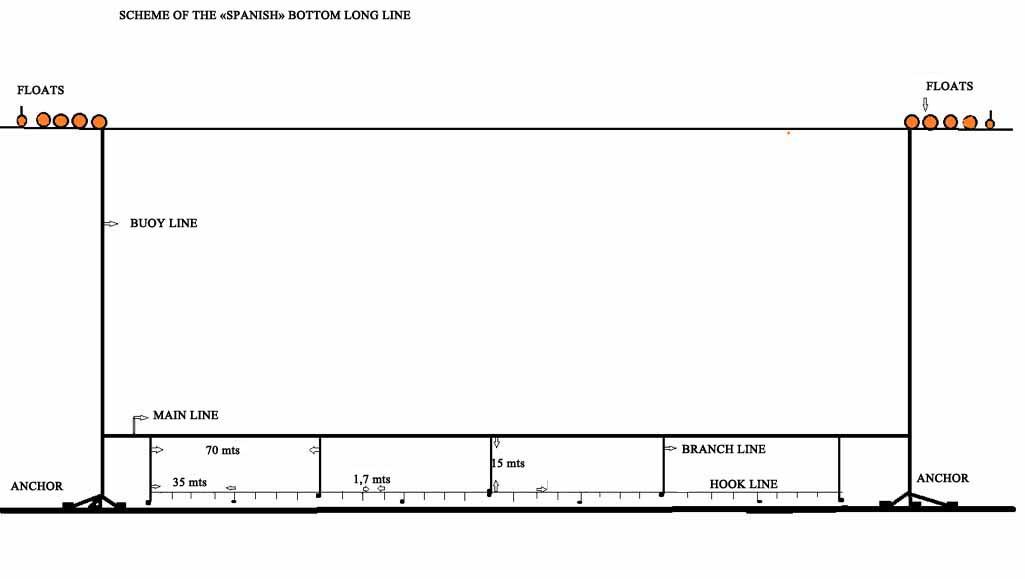 SCHEME OF THE «SPANISH» BOTTOM LONG LINE
FLOATS
FLOATS
BUOY LINE
MAIN LINE
70 mts
BRANCH LINE
15 mts
35 mts
1,7 mts
HOOK LINE
ANCHOR
ANCHOR